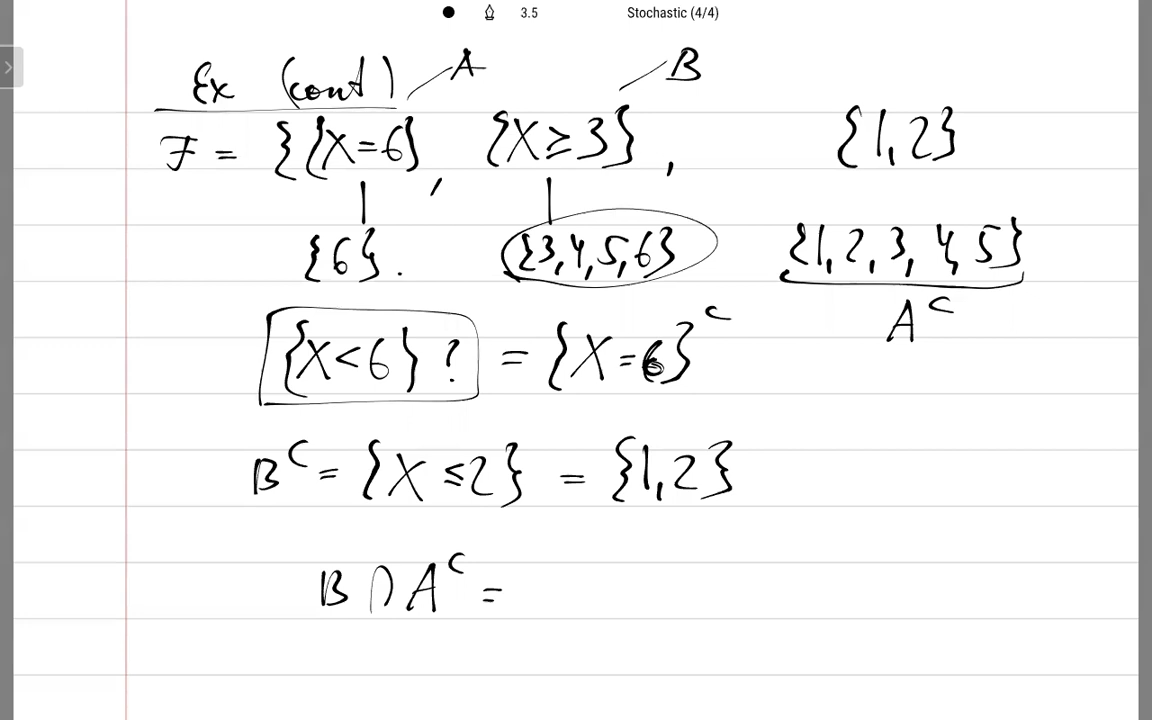 3.5 Stochastic (4/4)
Ex (cont) A B
ℱ = {{X=6}, {X≥3}, {1,2}
{6}. {3,4,5,6} {1,2,3,4,5}
A^c
{X<6}? = {X=6}^c
B^c = {X≤2} = {1,2}
B ∩ A^c =